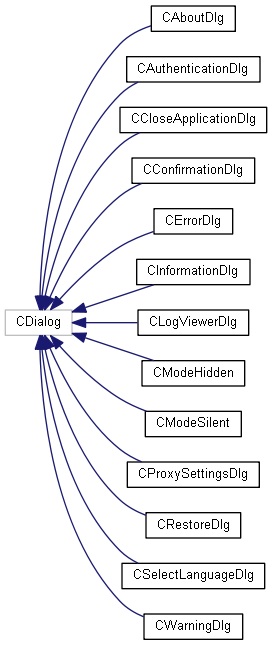 CAboutDlg
CAuthenticationDlg
CCloseApplicationDlg
CConfirmationDlg
CErrorDlg
CInformationDlg
CDialog
CLogViewerDlg
CModeHidden
CModeSilent
CProxySettingsDlg
CRestoreDlg
CSelectLanguageDlg
CWarningDlg